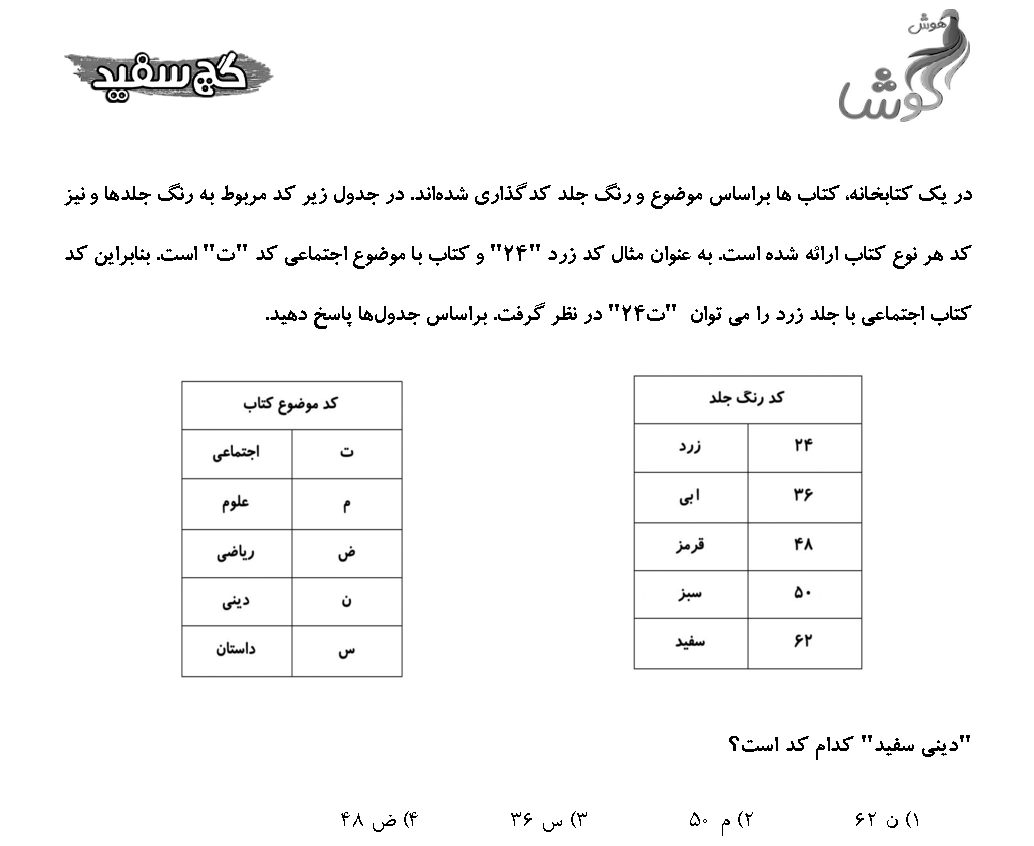 هوش
کوشا
گچ سفید
در یک کتابخانه، کتاب ها براساس موضوع و رنگ جلد کدگذاری شده‌اند. در جدول زیر کد مربوط به رنگ جلدها و نیز
کد هر نوع کتاب ارائه شده است. به عنوان مثال کد زرد "۲۴" و کتاب با موضوع اجتماعی کد "ت" است. بنابراین کد
کتاب اجتماعی با جلد زرد را می توان "ت۲۴" در نظر گرفت. براساس جدول‌ها پاسخ دهید.
کد رنگ جلد
۲۴ زرد
۳۶ ابی
۴۸ قرمز
۵۰ سبز
۶۲ سفید
کد موضوع کتاب
ت اجتماعی
م علوم
ض ریاضی
ن دینی
س داستان
"دینی سفید" کدام کد است؟
۱) ن ۶۲ ۲) م ۵۰ ۳) س ۳۶ ۴) ض ۴۸